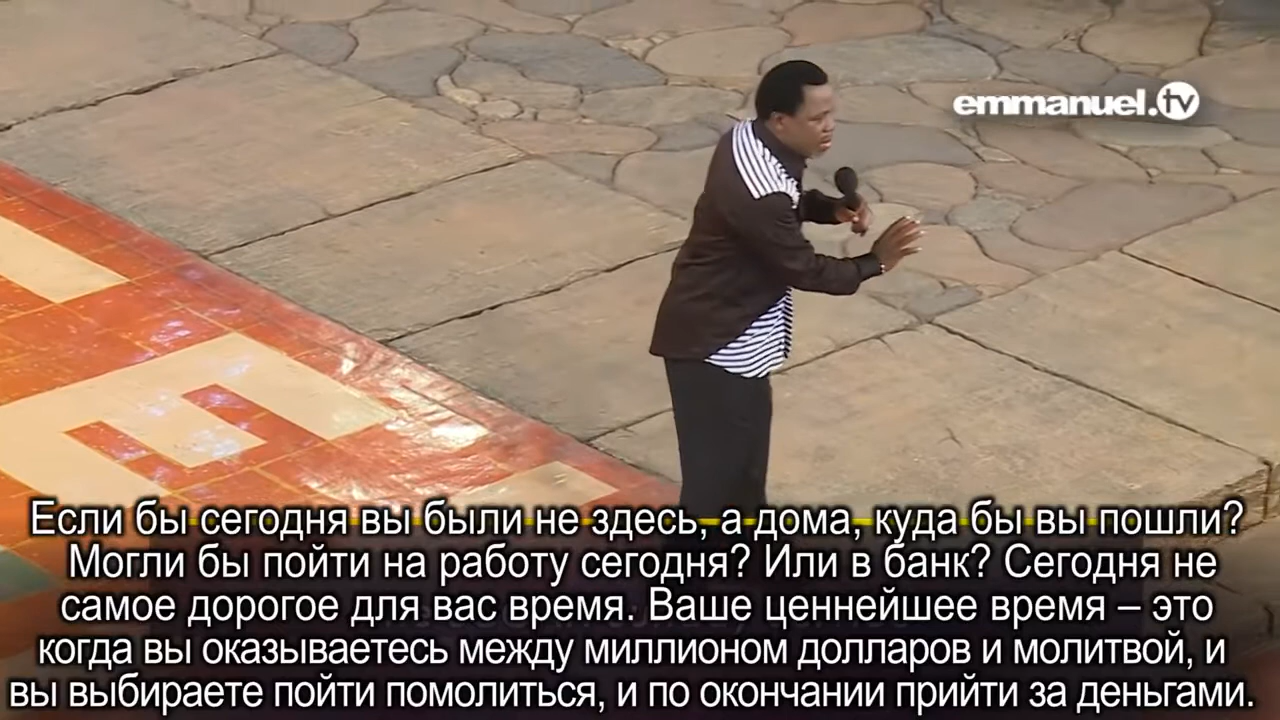 emmanuel.tv
Если бы сегодня вы были не здесь, а дома, куда бы вы пошли?
Могли бы пойти на работу сегодня? Или в банк? Сегодня не
самое дорогое для вас время. Ваше ценнейшее время – это
когда вы оказываетесь между миллионом долларов и молитвой, и
вы выбираете пойти помолиться, и по окончании прийти за деньгами.